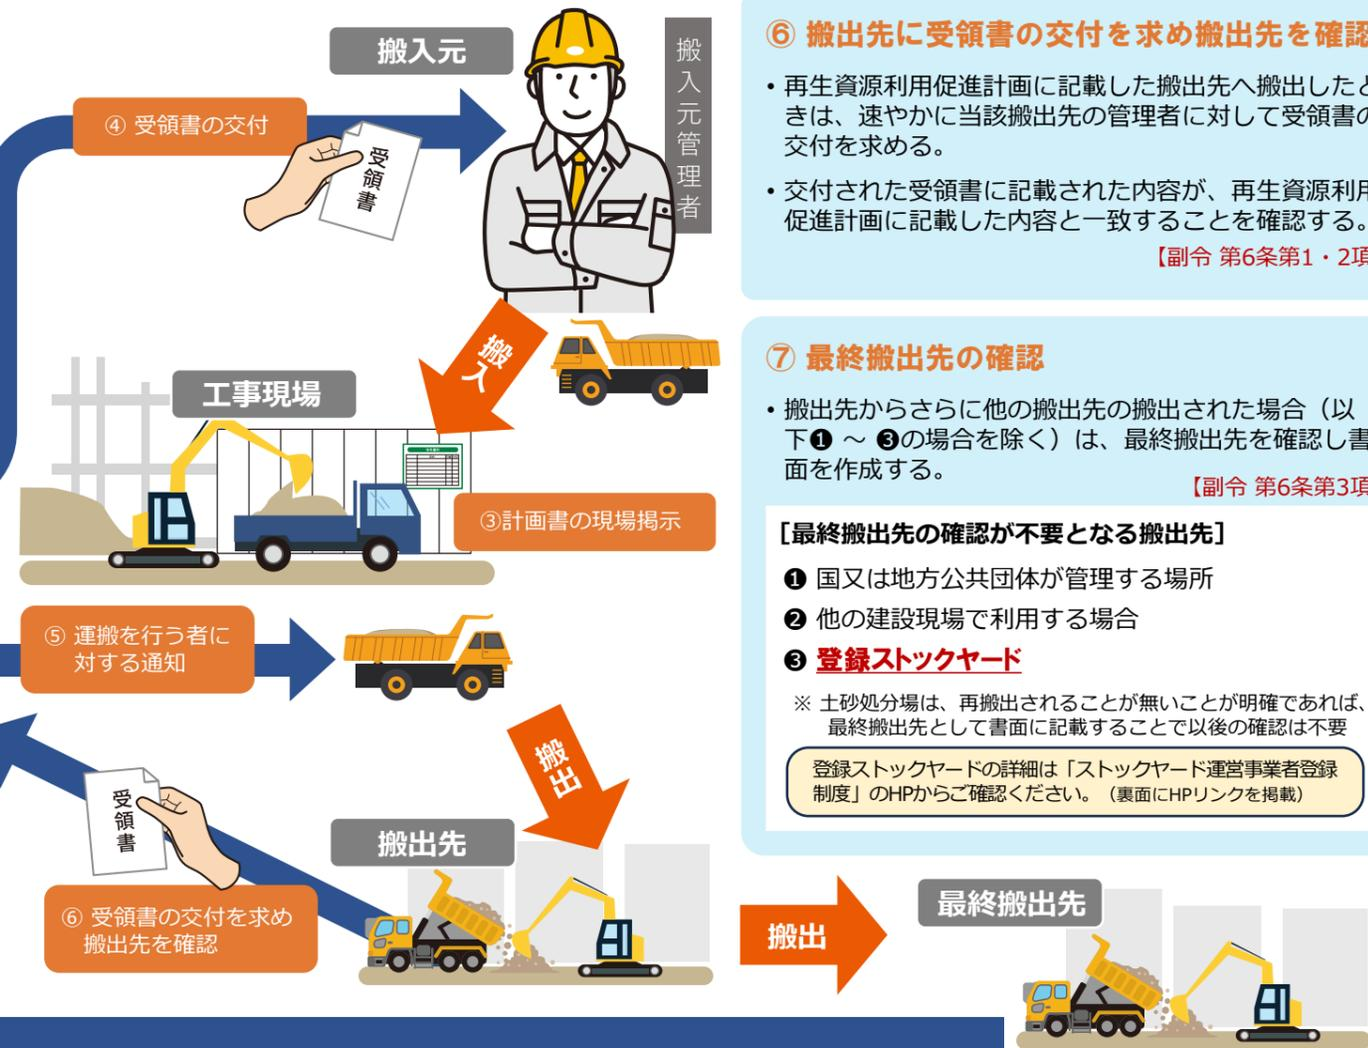 搬入元
搬入元管理者
④ 受領書の交付
受領書
搬入
工事現場
③計画書の現場掲示
⑤ 運搬を行う者に
対する通知
搬出
受領書
搬出先
⑥ 受領書の交付を求め
搬出先を確認
⑥ 搬出先に受領書の交付を求め搬出先を確認
・再生資源利用促進計画に記載した搬出先へ搬出したと
きは、速やかに当該搬出先の管理者に対して受領書の
交付を求める。
・交付された受領書に記載された内容が、再生資源利用
促進計画に記載した内容と一致することを確認する。
【副令 第6条第1・2項
⑦ 最終搬出先の確認
・搬出先からさらに他の搬出先の搬出された場合（以
下❶ ～ ❸の場合を除く）は、最終搬出先を確認し書
面を作成する。
【副令 第6条第3項
［最終搬出先の確認が不要となる搬出先］
❶ 国又は地方公共団体が管理する場所
❷ 他の建設現場で利用する場合
❸ 登録ストックヤード
※ 土砂処分場は、再搬出されることが無いことが明確であれば、
最終搬出先として書面に記載することで以後の確認は不要
登録ストックヤードの詳細は「ストックヤード運営事業者登録
制度」のHPからご確認ください。（裏面にHPリンクを掲載）
搬出
最終搬出先